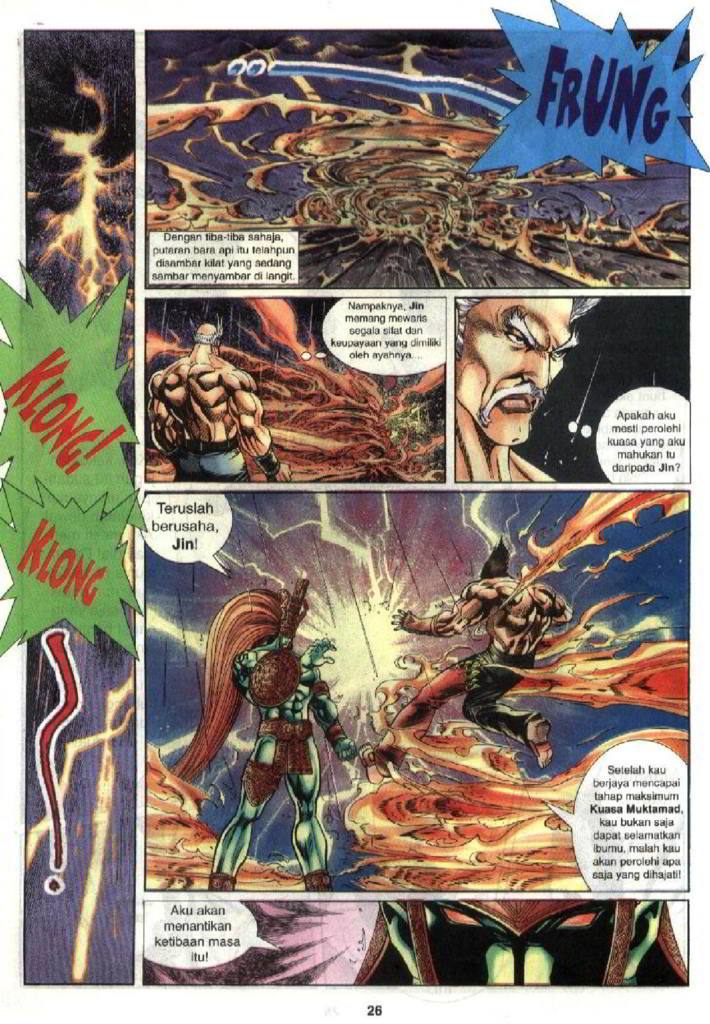 FRUNG
Dengan tiba-tiba sahaja,
putaran bara api itu telahpun
disambar kilat yang sedang
sambar menyambar di langit.
KLONG!
KLONG
Nampaknya, Jin
memang mewaris
segala sifat dan
keupayaan yang dimiliki
oleh ayahnya....
Apakah aku
mesti perolehi
kuasa yang aku
mahukan tu
daripada Jin?
Teruslah
berusaha,
Jin!
Setelah kau
berjaya mencapai
tahap maksimum
Kuasa Muktamad,
kau bukan saja
dapat selamatkan
ibumu, malah kau
akan perolehi apa
saja yang dihajati!
Aku akan
menantikan
ketibaan masa
itu!
26